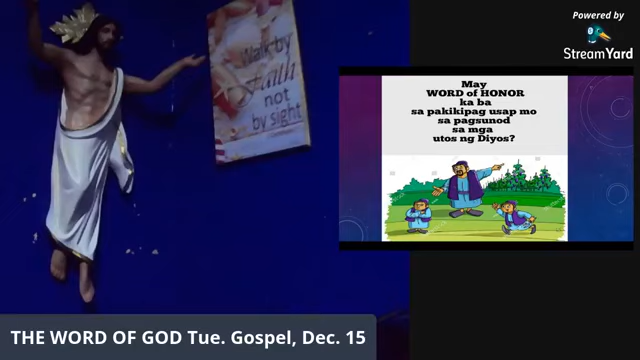 Powered by
StreamYard
Walk by
Faith
not
by sight
May
WORD of HONOR
ka ba
sa pakikipag usap mo
sa pagsunod
sa mga
utos ng Diyos?
THE WORD OF GOD Tue. Gospel, Dec. 15